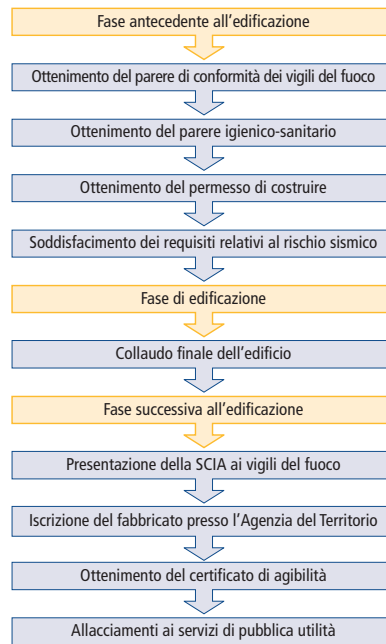 Fase antecedente all'edificazione
Ottenimento del parere di conformità dei vigili del fuoco
Ottenimento del parere igienico-sanitario
Ottenimento del permesso di costruire
Soddisfacimento dei requisiti relativi al rischio sismico
Fase di edificazione
Collaudo finale dell'edificio
Fase successiva all'edificazione
Presentazione della SCIA ai vigili del fuoco
Iscrizione del fabbricato presso l'Agenzia del Territorio
Ottenimento del certificato di agibilità
Allacciamenti ai servizi di pubblica utilità